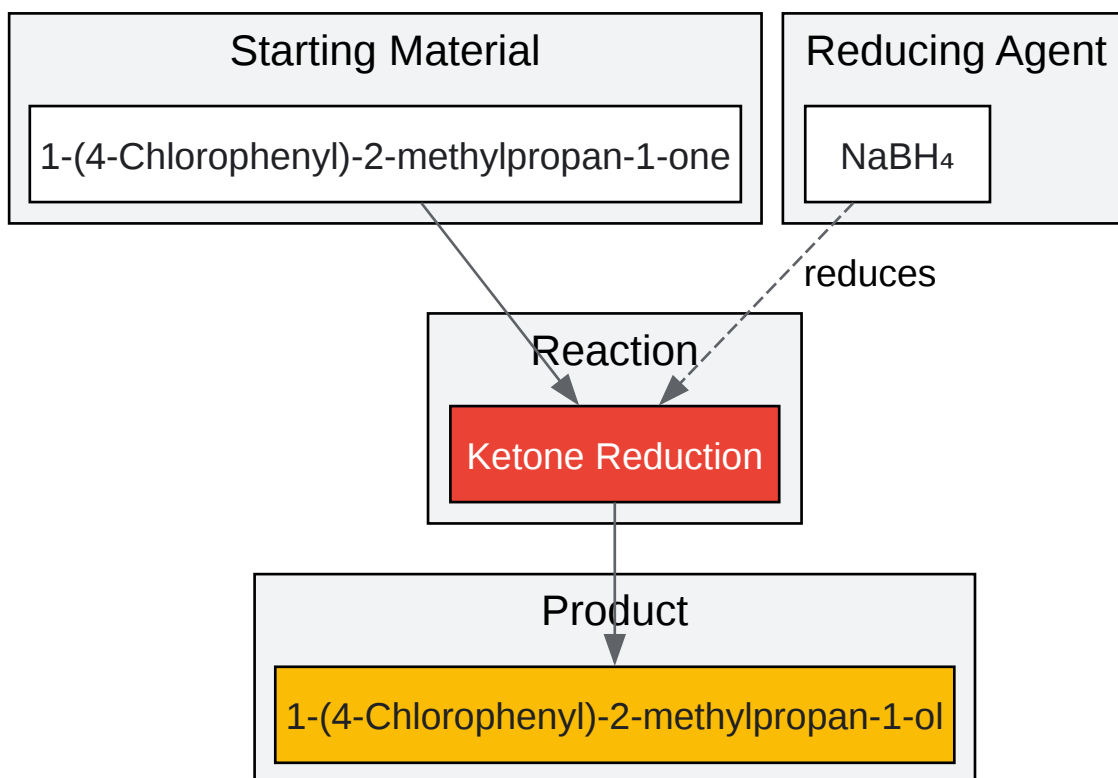 Starting Material
Reducing Agent
1-(4-Chlorophenyl)-2-methylpropan-1-one
NaBH₄
reduces
Reaction
Ketone Reduction
Product
1-(4-Chlorophenyl)-2-methylpropan-1-ol